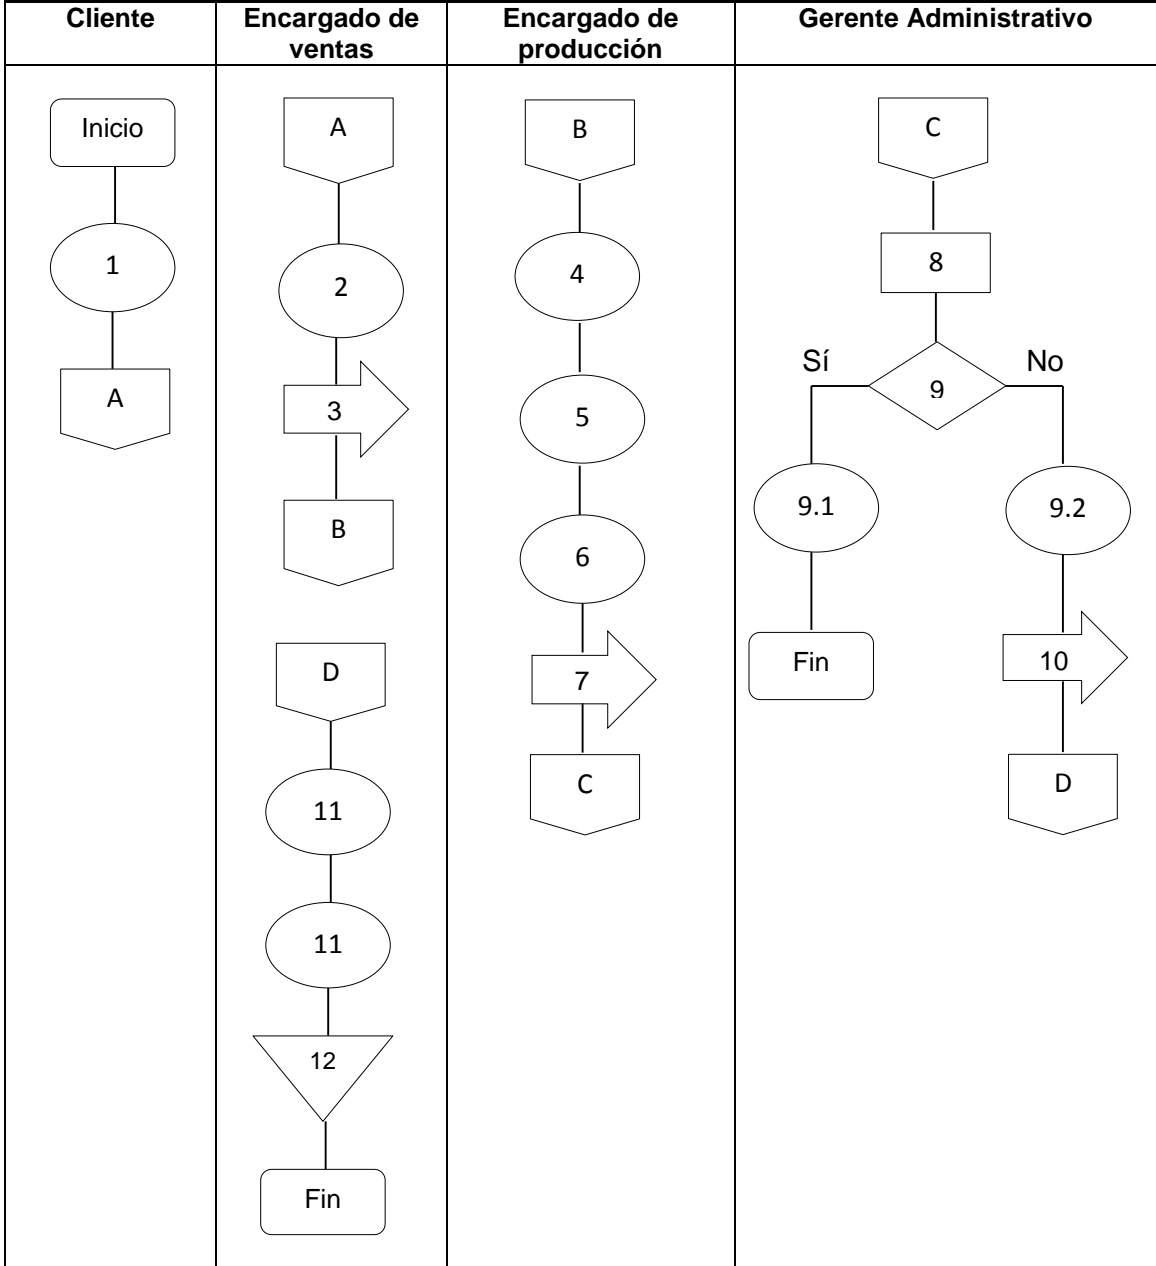 Cliente
Encargado de
ventas
Encargado de
producción
Gerente Administrativo
Inicio
1
A
A
2
3
B
D
11
11
12
Fin
B
4
5
6
7
C
C
8
Sí
No
9
9.1
9.2
Fin
10
D